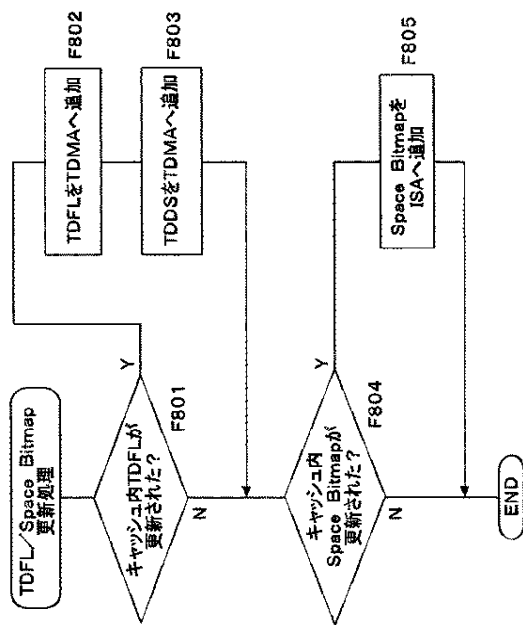 TDFL／Space Bitmap
更新処理
キャッシュ内TDFLが
更新された？
F801
Y
N
TDFLをTDMAへ追加
F802
TDDSをTDMAへ追加
F803
キャッシュ内
Space Bitmapが
更新された？
F804
Y
N
Space Bitmapを
ISAへ追加
F805
END